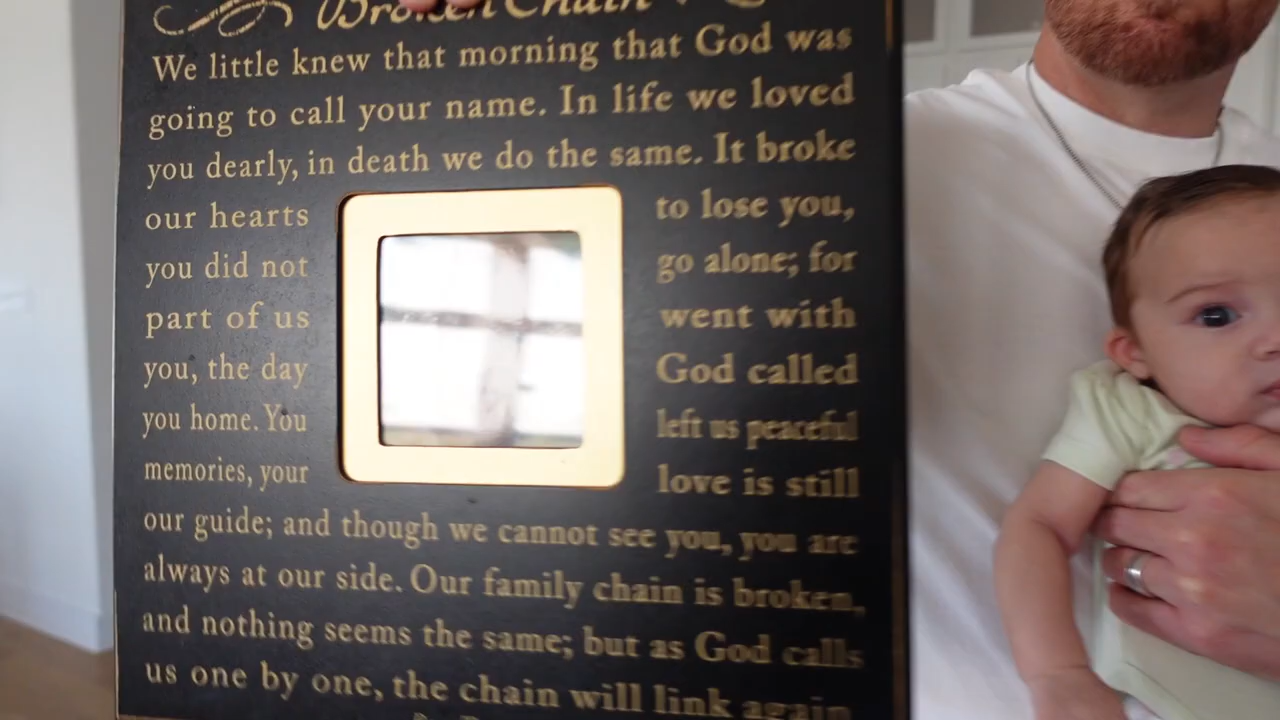 Broken Chain
We little knew that morning that God was
going to call your name. In life we loved
you dearly, in death we do the same. It broke
our hearts to lose you,
you did not go alone; for
part of us went with
you, the day God called
you home. You left us peaceful
memories, your love is still
our guide; and though we cannot see you, you are
always at our side. Our family chain is broken,
and nothing seems the same; but as God calls
us one by one, the chain will link again